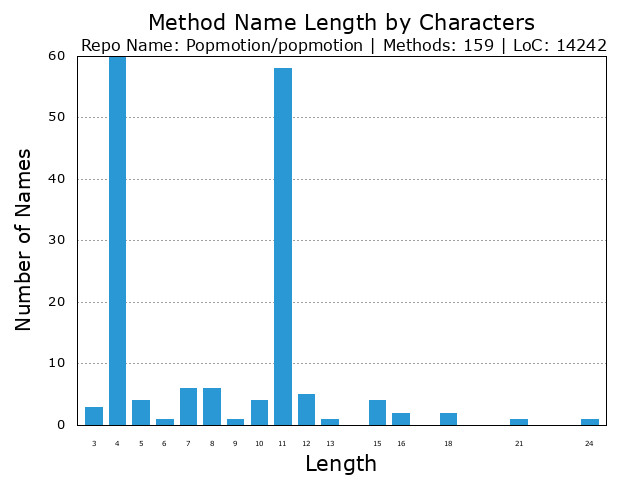 Method Name Length by Characters
Repo Name: Popmotion/popmotion | Methods: 159 | LoC: 14242
60
50
40
30
20
10
0
Number of Names
3 4 5 6 7 8 9 10 11 12 13 15 16 18 21 24
Length